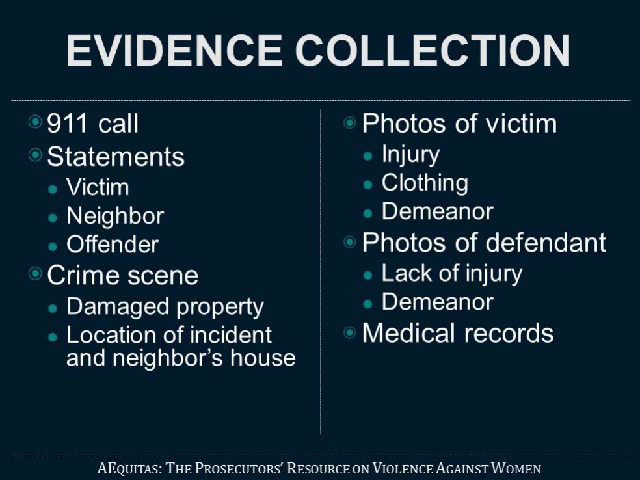 EVIDENCE COLLECTION
911 call
Statements
Victim
Neighbor
Offender
Crime scene
Damaged property
Location of incident
and neighbor's house
Photos of victim
Injury
Clothing
Demeanor
Photos of defendant
Lack of injury
Demeanor
Medical records
AEQUITAS: THE PROSECUTORS' RESOURCE ON VIOLENCE AGAINST WOMEN